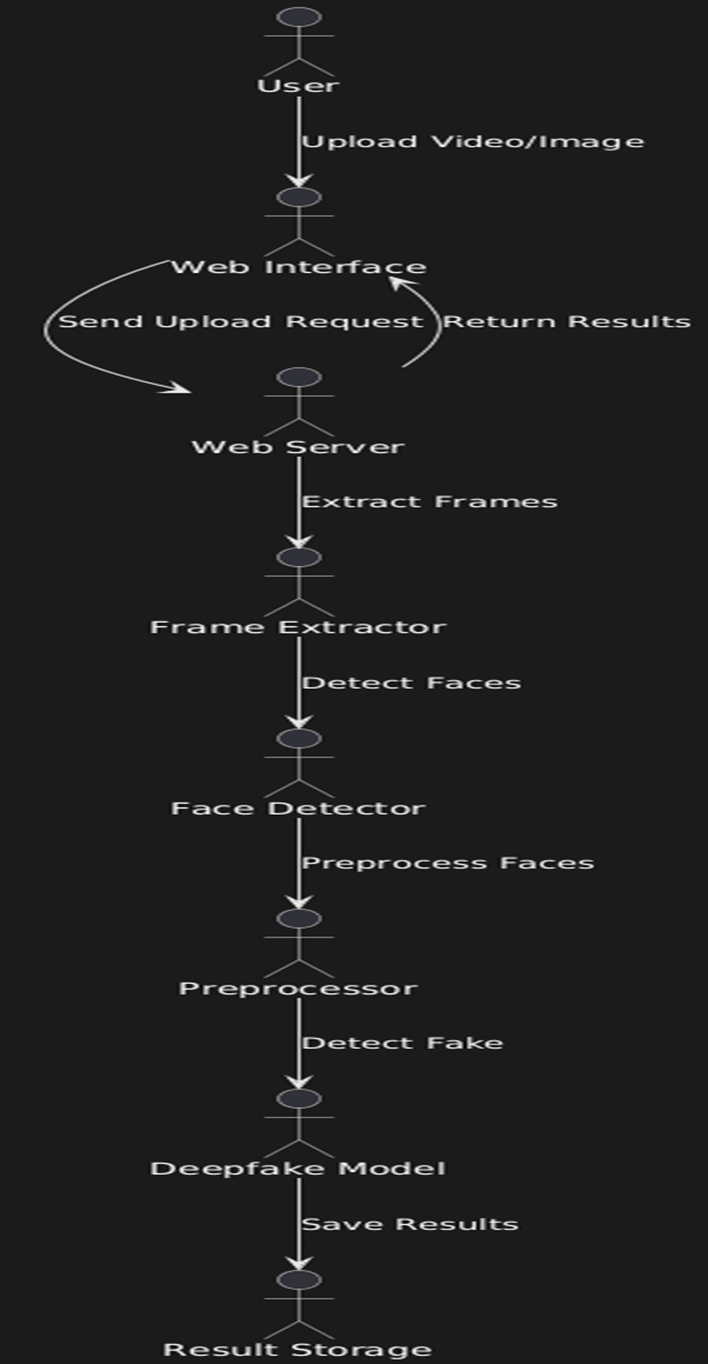 User
Upload Video/Image
Web Interface
Send Upload Request
Return Results
Web Server
Extract Frames
Frame Extractor
Detect Faces
Face Detector
Preprocess Faces
Preprocessor
Detect Fake
Deepfake Model
Save Results
Result Storage